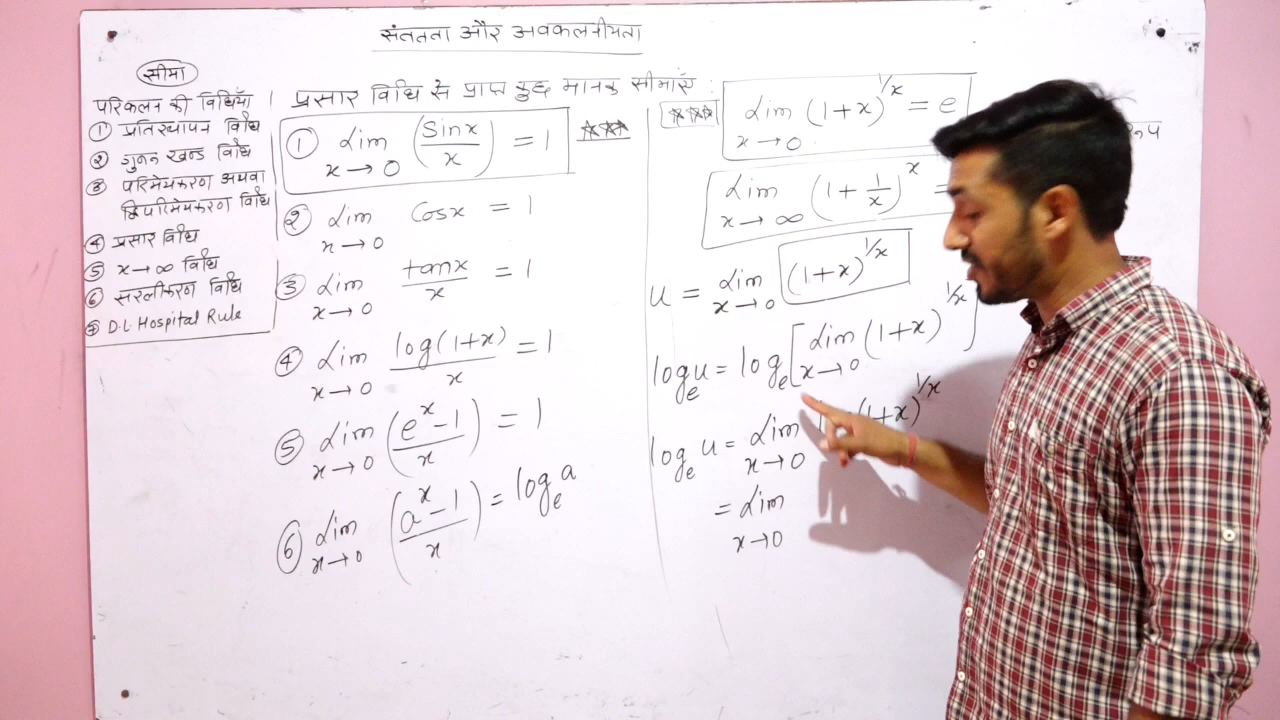 संततता और अवकलनीयता
सीमा
परिकलन की विधियाँ
① प्रतिस्थापन विधि
② गुणन खण्ड विधि
③ परिमेयकरण अथवा
द्विपरिमेयकरण विधि
④ प्रसार विधि
⑤ x→∞ विधि
⑥ सरलीकरण विधि
⑦ D.L. Hospital Rule
प्रसार विधि से प्राप्त कुछ मानक सीमाएँ :
① Lim x→0 (Sinx/x) = 1
② Lim x→0 Cosx = 1
③ Lim x→0 tanx/x = 1
④ Lim x→0 log(1+x)/x = 1
⑤ Lim x→0 (e^x-1/x) = 1
⑥ Lim x→0 (a^x-1/x) = log_e a
Lim x→0 (1+x)^1/x = e
Lim x→∞ (1+1/x)^x =
u = Lim x→0 (1+x)^1/x
log_e u = log_e [Lim x→0 (1+x)^1/x]
log_e u = Lim x→0 (1+x)^1/x
= Lim x→0